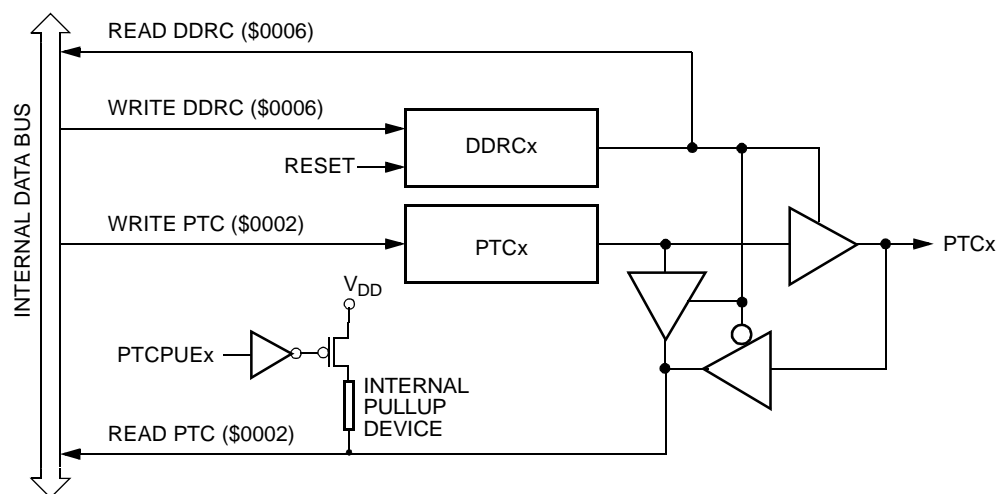 READ DDRC ($0006)
WRITE DDRC ($0006)
DDRCx
RESET
INTERNAL DATA BUS
WRITE PTC ($0002)
PTCx
PTCx
VDD
PTCPUEx
INTERNAL
PULLUP
DEVICE
READ PTC ($0002)